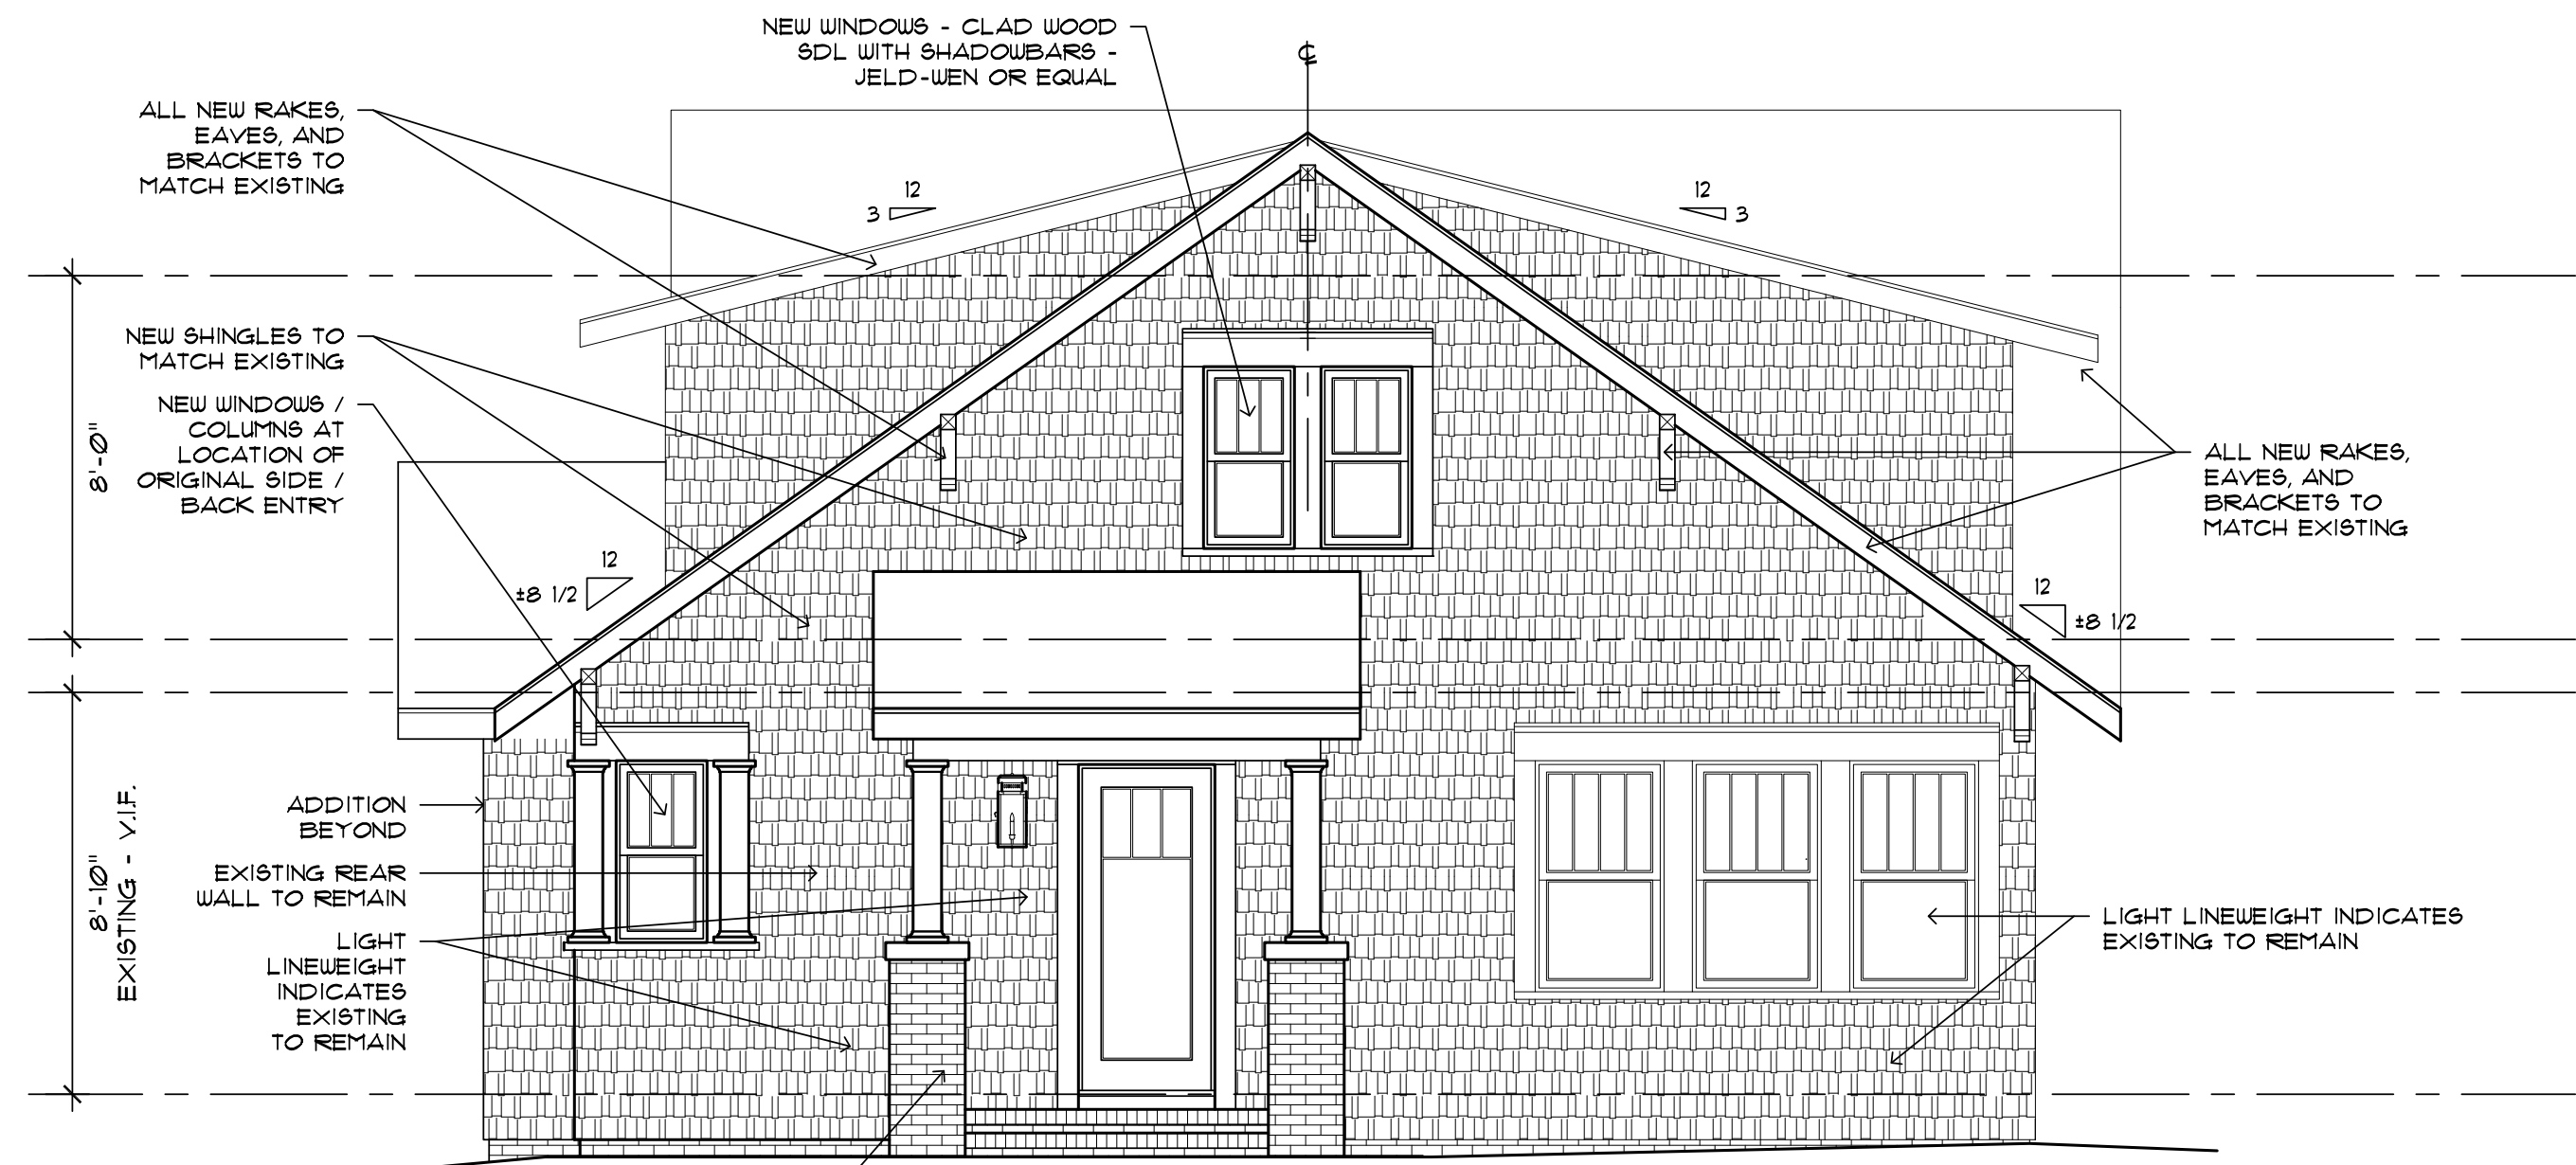 NEW WINDOWS - CLAD WOOD
SDL WITH SHADOWBARS -
JELD-WEN OR EQUAL
℄
ALL NEW RAKES,
EAVES, AND
BRACKETS TO
MATCH EXISTING
12
3
12
3
NEW SHINGLES TO
MATCH EXISTING
NEW WINDOWS /
COLUMNS AT
LOCATION OF
ORIGINAL SIDE /
BACK ENTRY
8'-0"
ALL NEW RAKES,
EAVES, AND
BRACKETS TO
MATCH EXISTING
12
±8 1/2
12
±8 1/2
ADDITION
BEYOND
8'-10"
EXISTING - V.I.F.
EXISTING REAR
WALL TO REMAIN
LIGHT
LINEWEIGHT
INDICATES
EXISTING
TO REMAIN
LIGHT LINEWEIGHT INDICATES
EXISTING TO REMAIN